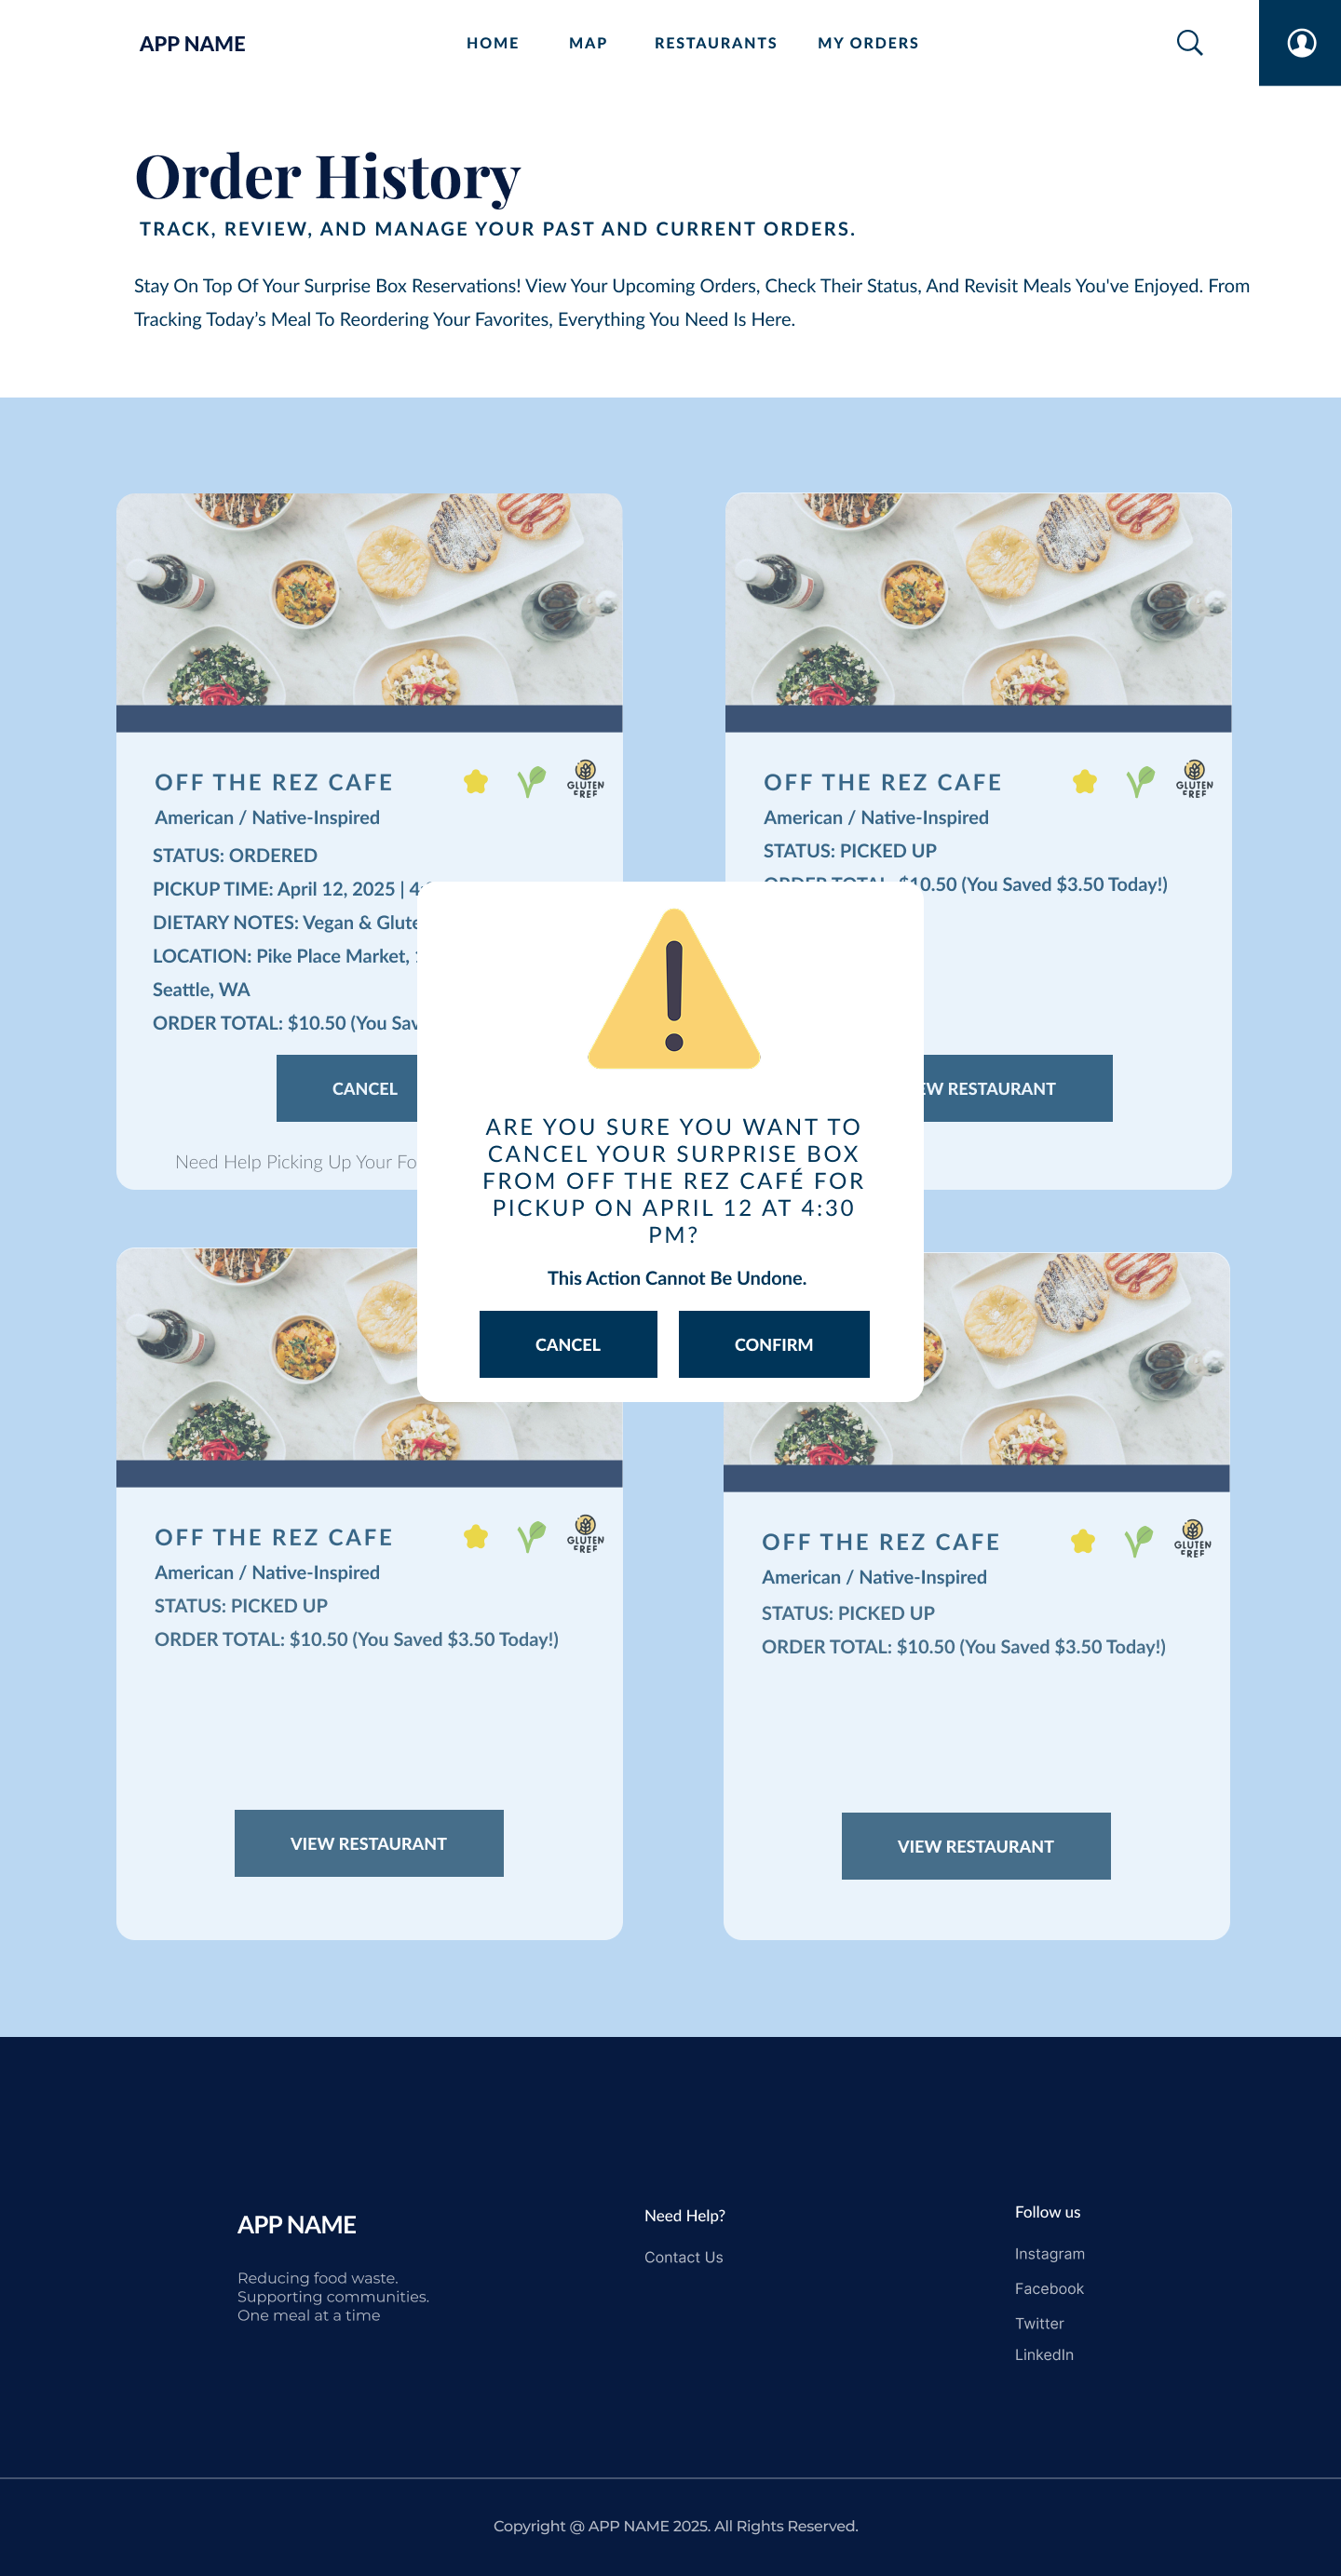 APP NAME
HOME MAP RESTAURANTS MY ORDERS
Order History
TRACK, REVIEW, AND MANAGE YOUR PAST AND CURRENT ORDERS.
Stay On Top Of Your Surprise Box Reservations! View Your Upcoming Orders, Check Their Status, And Revisit Meals You've Enjoyed. From
Tracking Today’s Meal To Reordering Your Favorites, Everything You Need Is Here.
OFF THE REZ CAFE
GLUTEN
FREE
American / Native-Inspired
STATUS: ORDERED
PICKUP TIME: April 12, 2025 |
DIETARY NOTES: Vegan &
LOCATION: Pike Place Market,
Seattle, WA
ORDER TOTAL: $10.50 (You
CANCEL
Need Help Picking Up Your
OFF THE REZ CAFE
GLUTEN
FREE
American / Native-Inspired
STATUS: PICKED UP
ORDER TOTAL: $10.50 (You Saved $3.50 Today!)
RESTAURANT
ARE YOU SURE YOU WANT TO
CANCEL YOUR SURPRISE BOX
FROM OFF THE REZ CAFÉ FOR
PICKUP ON APRIL 12 AT 4:30
PM?
This Action Cannot Be Undone.
CANCEL
CONFIRM
OFF THE REZ CAFE
GLUTEN
FREE
American / Native-Inspired
STATUS: PICKED UP
ORDER TOTAL: $10.50 (You Saved $3.50 Today!)
VIEW RESTAURANT
OFF THE REZ CAFE
GLUTEN
FREE
American / Native-Inspired
STATUS: PICKED UP
ORDER TOTAL: $10.50 (You Saved $3.50 Today!)
VIEW RESTAURANT
APP NAME
Reducing food waste.
Supporting communities.
One meal at a time
Need Help?
Contact Us
Follow us
Instagram
Facebook
Twitter
LinkedIn
Copyright @ APP NAME 2025. All Rights Reserved.